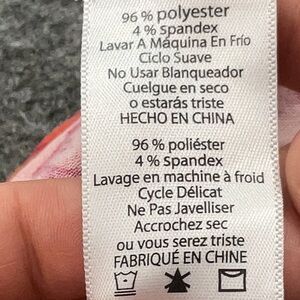 96 % polyester
4 % spandex
Lavar A Máquina En Frío
Ciclo Suave
No Usar Blanqueador
Cuelgue en seco
o estarás triste
HECHO EN CHINA
96 % poliéster
4 % spandex
Lavage en machine à froid
Cycle Délicat
Ne Pas Javelliser
Accrochez sec
ou vous serez triste
FABRIQUÉ EN CHINE